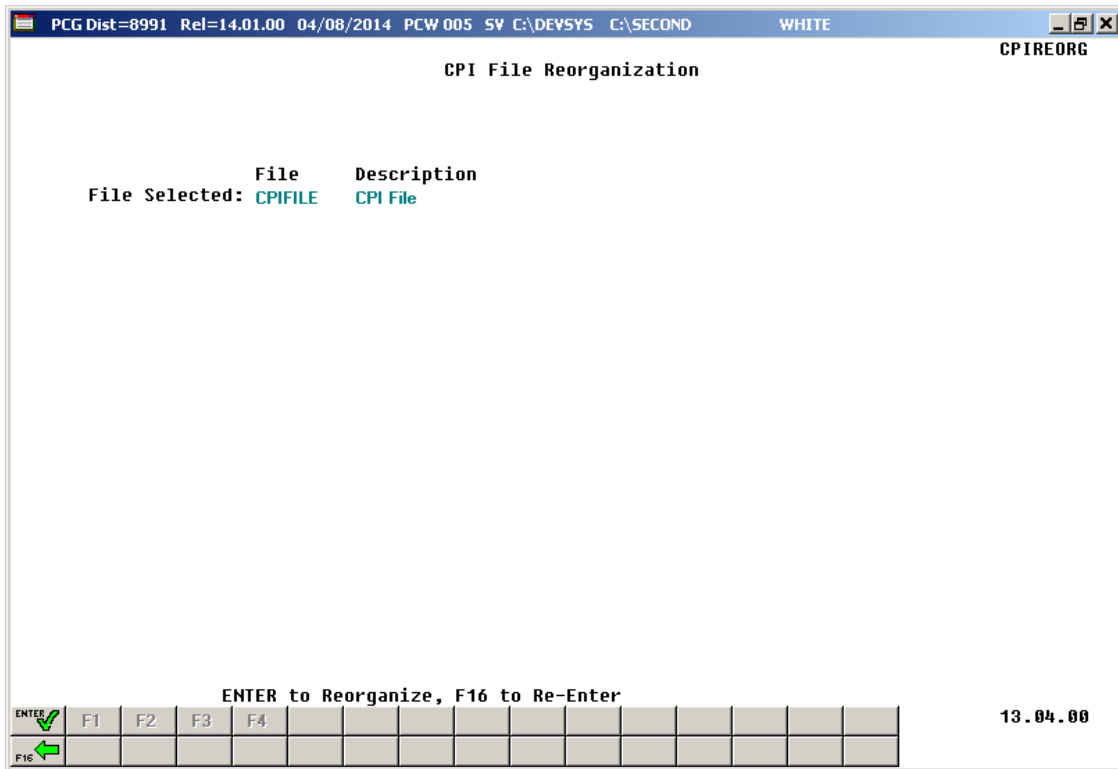 PCG Dist=8991 Rel=14.01.00 04/08/2014 PCW 005 SV C:\DEVSYS C:\SECOND WHITE
CPIREORG
CPI File Reorganization
File Description
File Selected: CPIFILE CPI File
ENTER to Reorganize, F16 to Re-Enter
ENTER F1 F2 F3 F4
13.04.00
F16